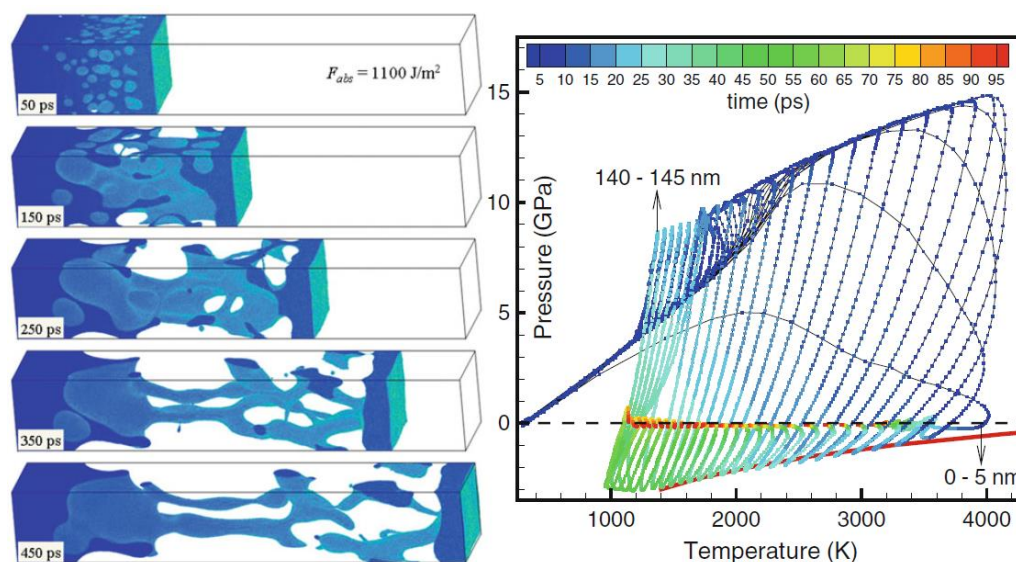 F_abs = 1100 J/m²
50 ps
150 ps
250 ps
350 ps
450 ps
5 10 15 20 25 30 35 40 45 50 55 60 65 70 75 80 85 90 95
time (ps)
15
10
5
0
Pressure (GPa)
140 - 145 nm
0 - 5 nm
1000 2000 3000 4000
Temperature (K)